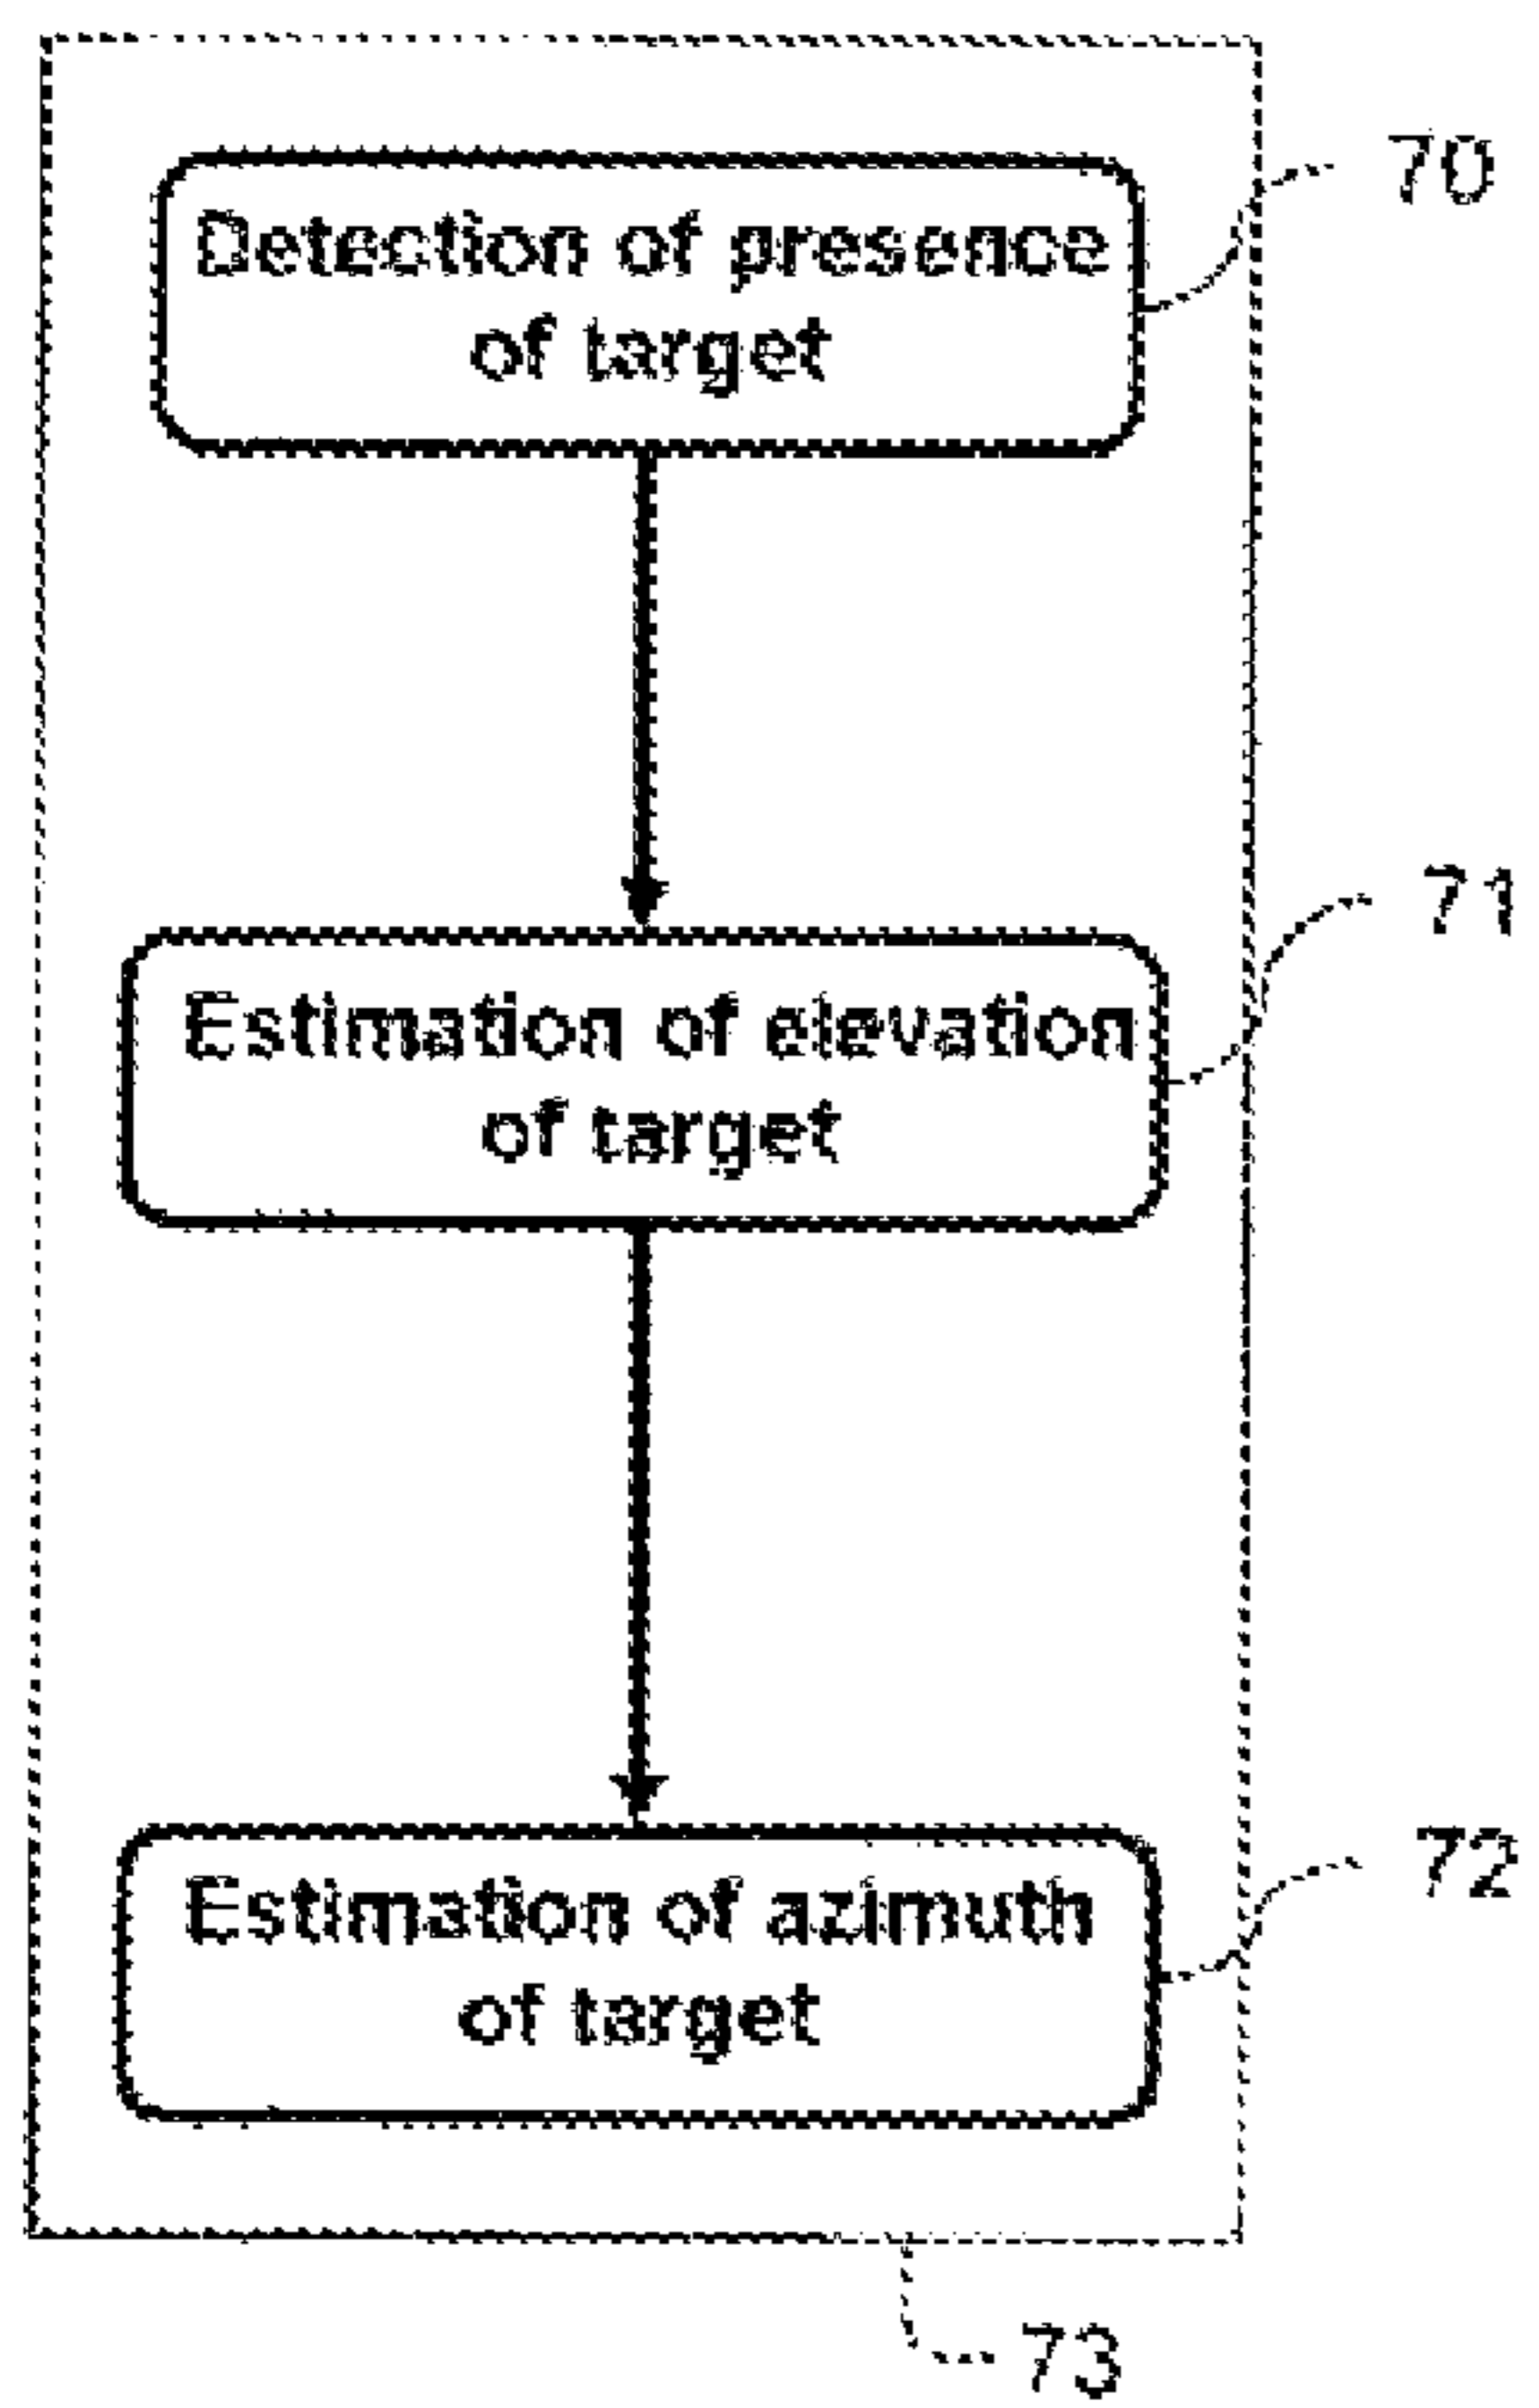 70
Detection of presence
of target
71
Estimation of elevation
of target
72
Estimation of azimuth
of target
73